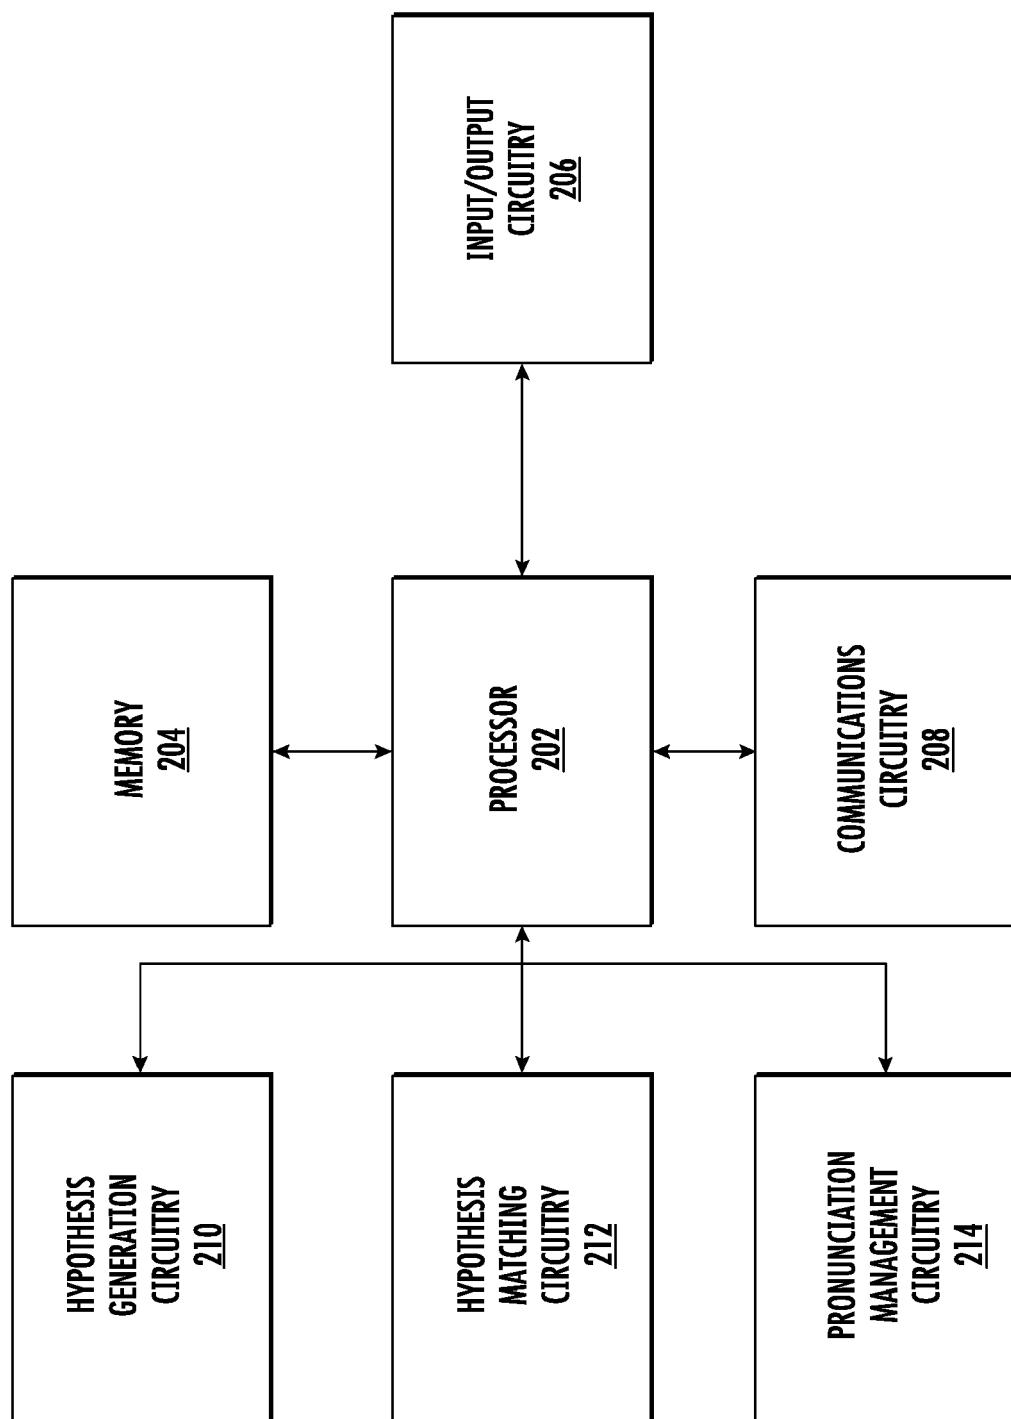 HYPOTHESIS
GENERATION
CIRCUITRY
210
MEMORY
204
HYPOTHESIS
MATCHING
CIRCUITRY
212
PROCESSOR
202
INPUT/OUTPUT
CIRCUITRY
206
PRONUNCIATION
MANAGEMENT
CIRCUITRY
214
COMMUNICATIONS
CIRCUITRY
208